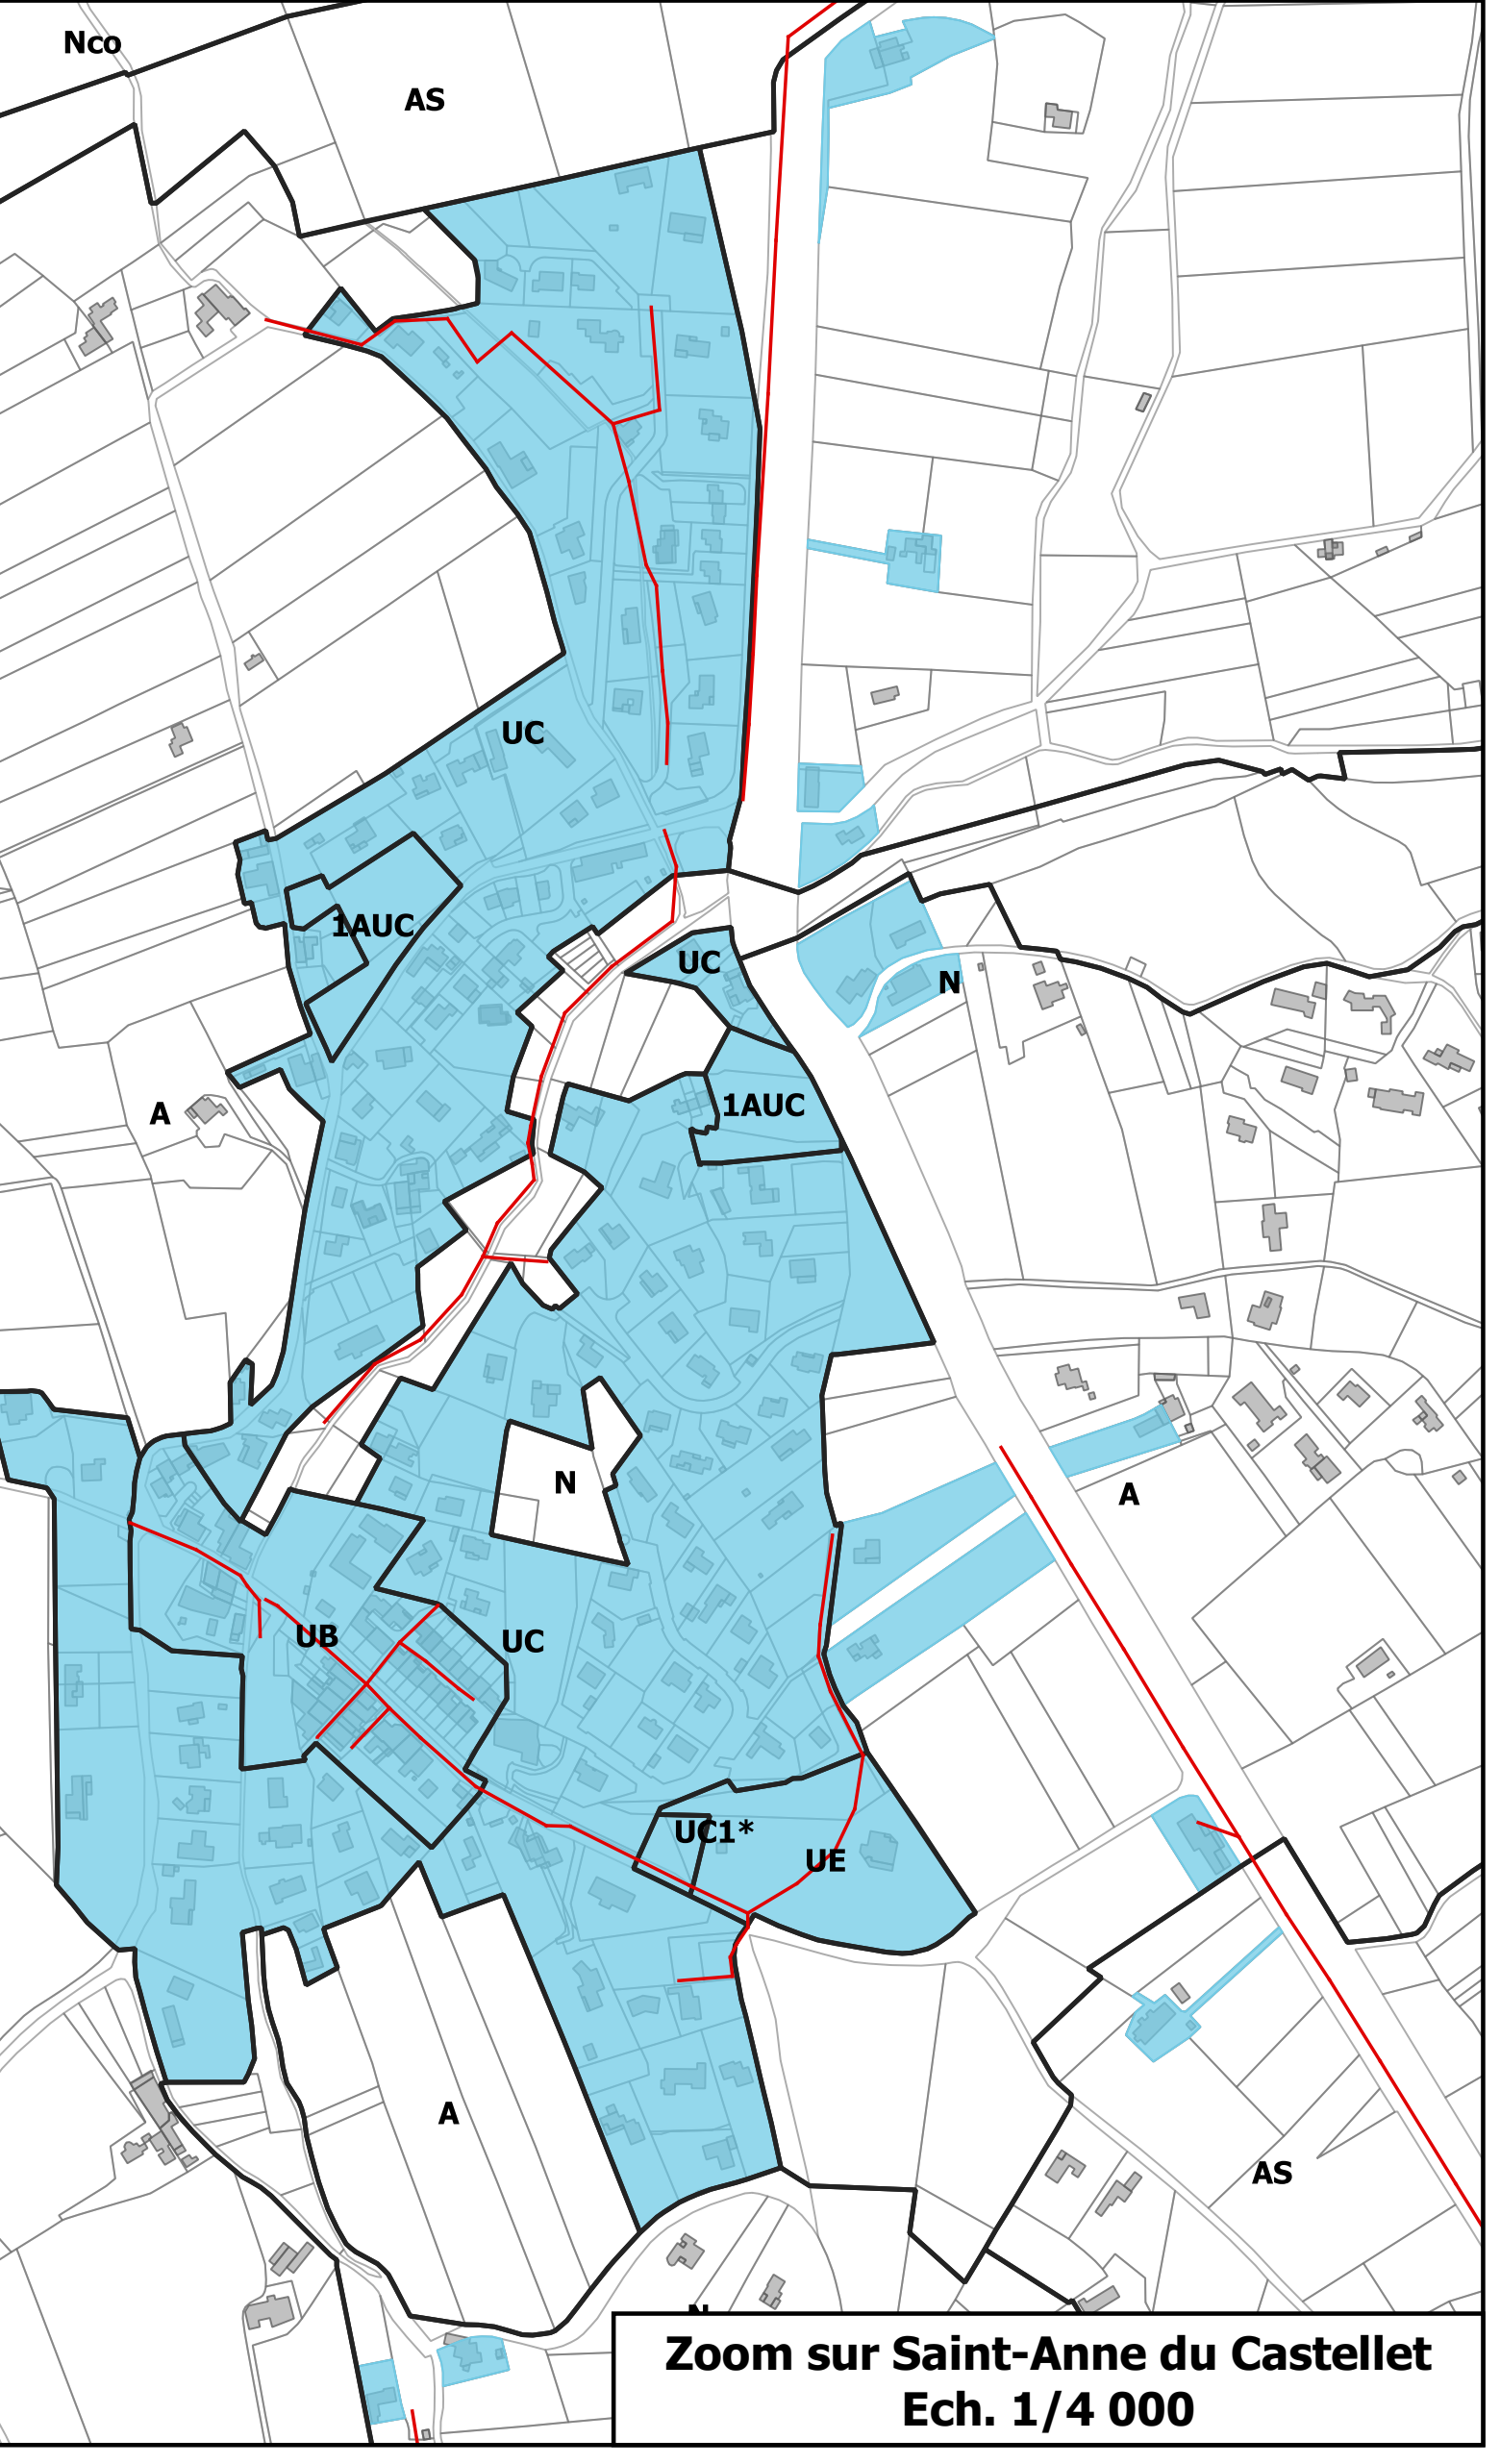 Nco
AS
UC
1AUC
UC
N
A
1AUC
N
A
UB
UC
UC1*
UE
A
AS
Zoom sur Saint-Anne du Castellet
Ech. 1/4 000